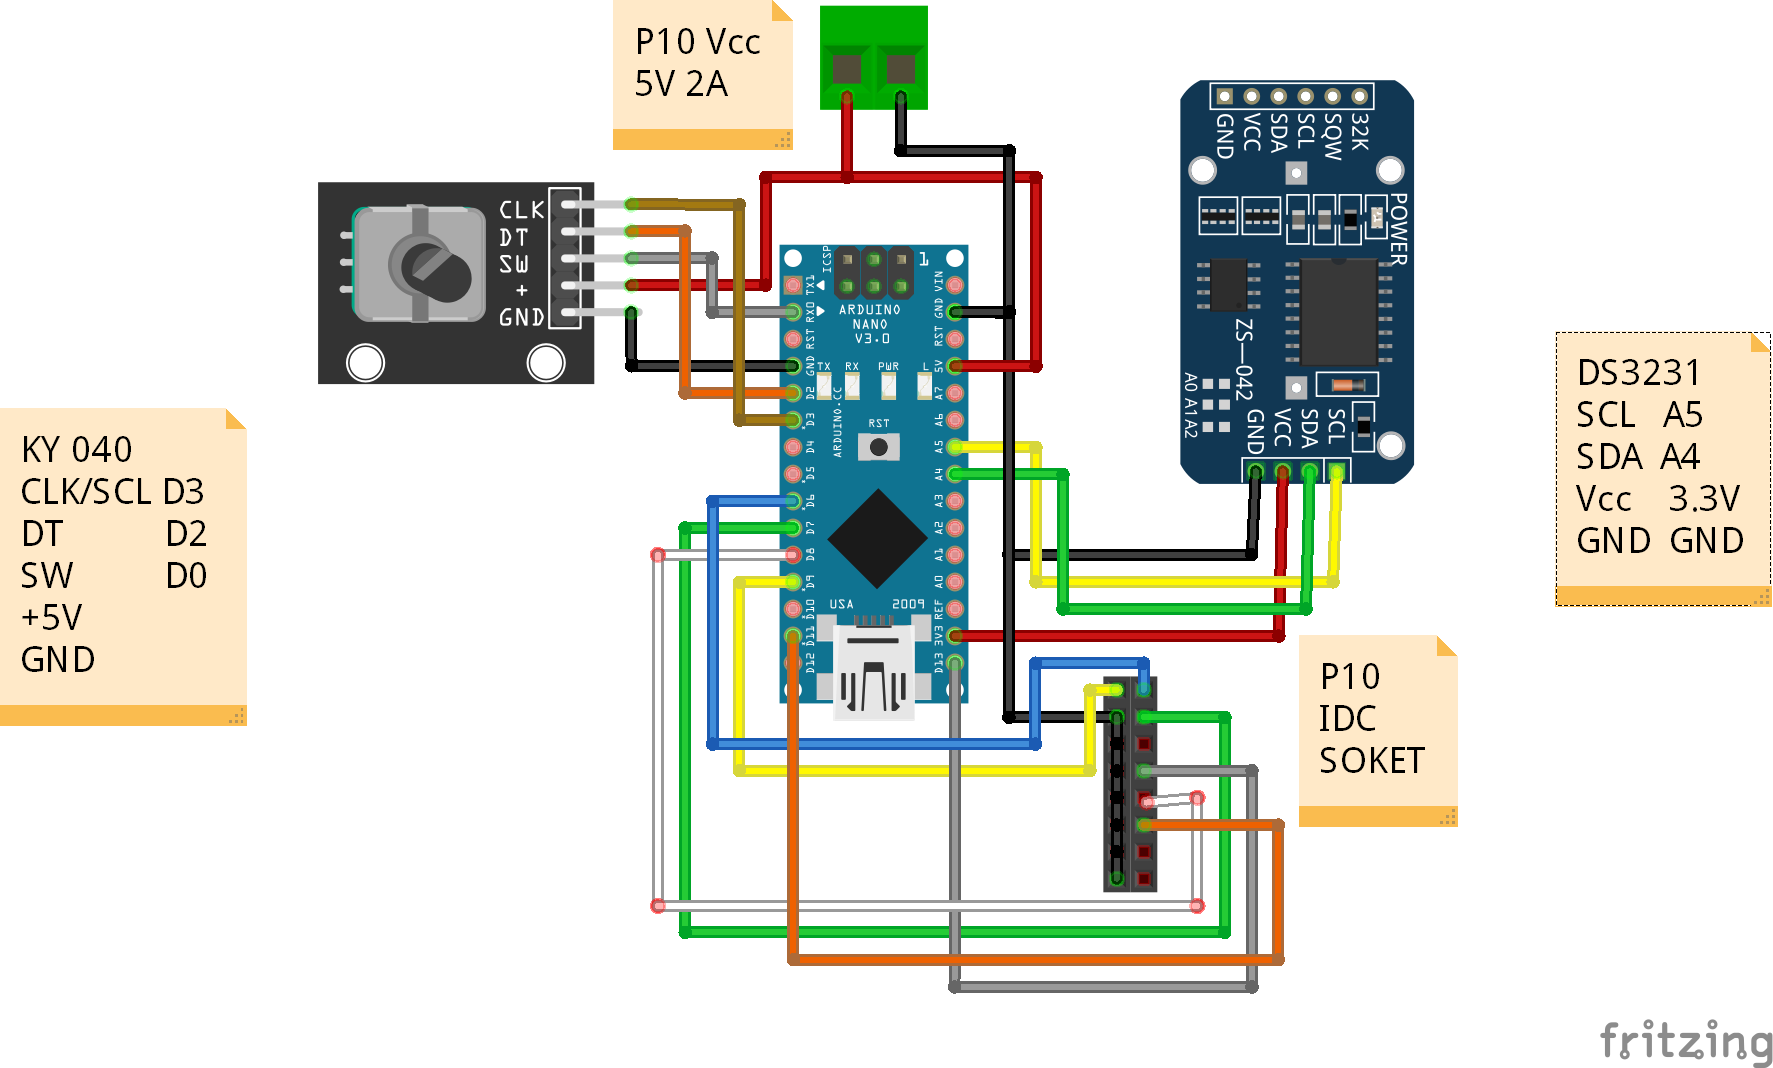 P10 Vcc
5V 2A
CLK
DT
SW
+
GND
KY 040
CLK/SCL D3
DT D2
SW D0
+5V
GND
ICSP
1
TX1
RX0
RST
GND
D2
D3
D4
D5
D6
D7
D8
D9
D10
D11
D12
VIN
GND
RST
5V
A7
A6
A5
A4
A3
A2
A1
A0
REF
3V3
D13
ARDUINO
NANO
V3.0
TX RX PWR L
RST
ARDUINO.CC
USA 2009
GND VCC SDA SCL SQW 32K
POWER
ZS-042
A0 A1 A2
GND VCC SDA SCL
DS3231
SCL A5
SDA A4
Vcc 3.3V
GND GND
P10
IDC
SOKET
fritzing